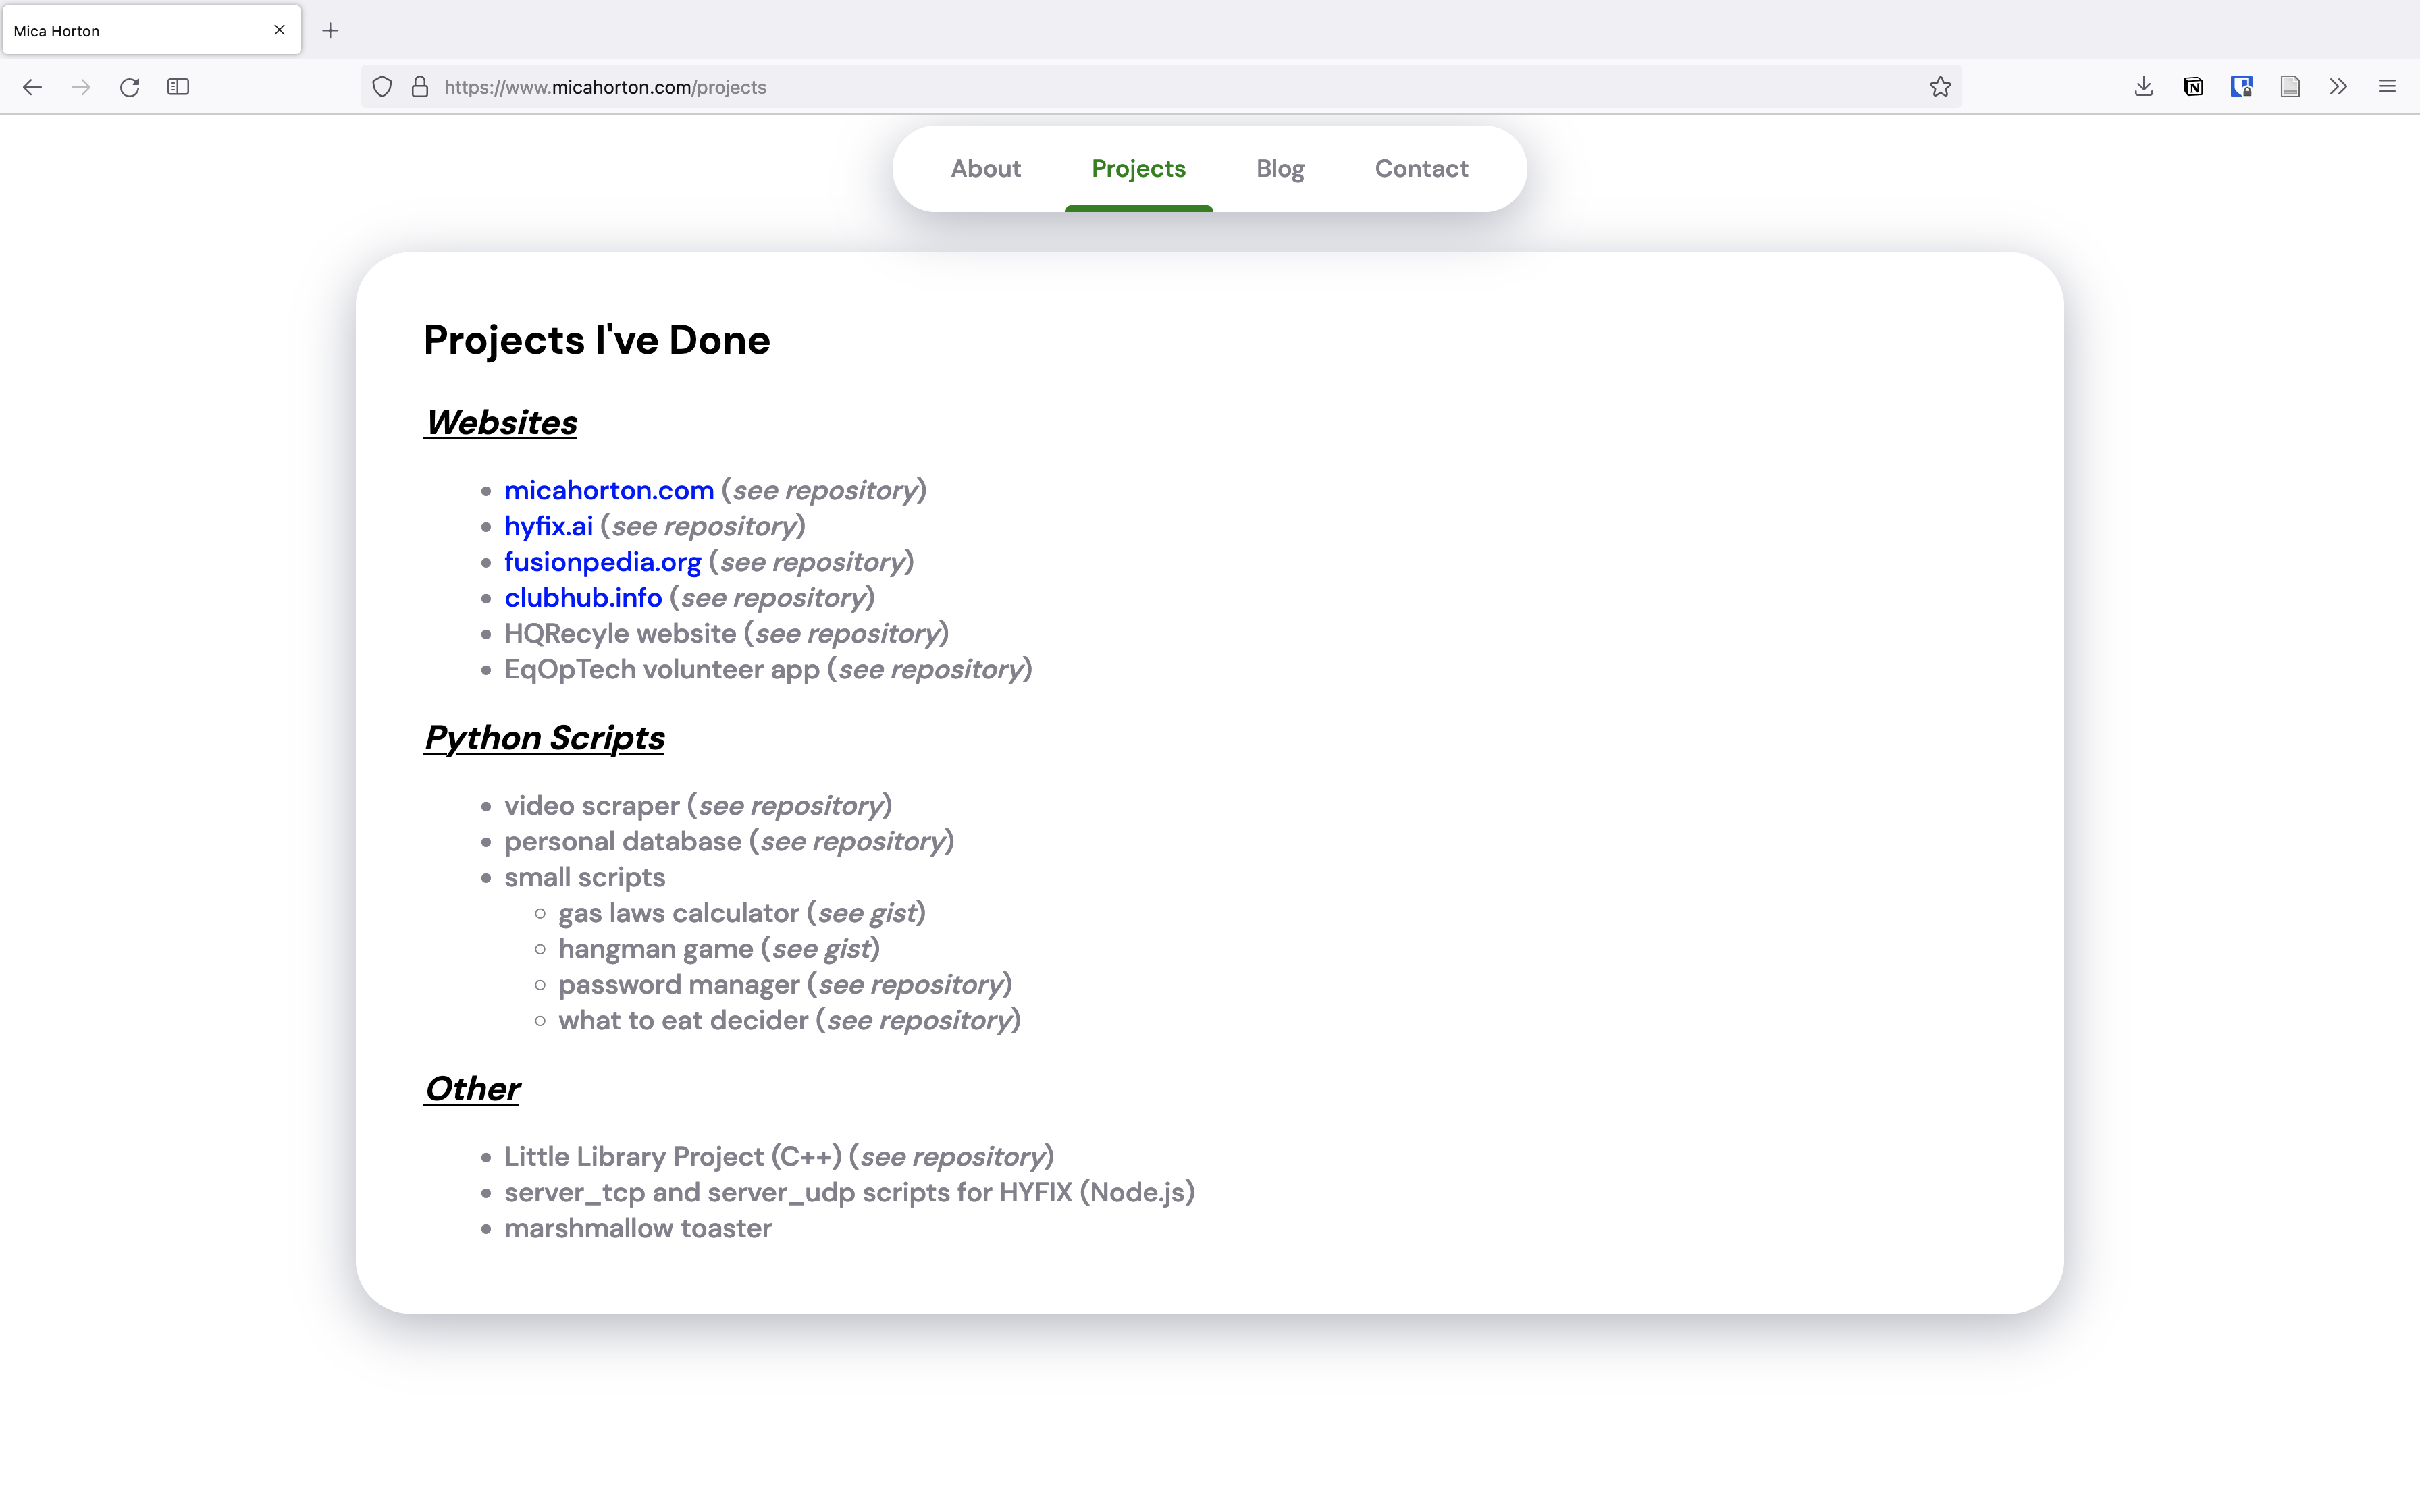 Mica Horton
https://www.micahorton.com/projects
About Projects Blog Contact
Projects I've Done
Websites
micahorton.com (see repository)
hyfix.ai (see repository)
fusionpedia.org (see repository)
clubhub.info (see repository)
HQRecyle website (see repository)
EqOpTech volunteer app (see repository)
Python Scripts
video scraper (see repository)
personal database (see repository)
small scripts
gas laws calculator (see gist)
hangman game (see gist)
password manager (see repository)
what to eat decider (see repository)
Other
Little Library Project (C++) (see repository)
server_tcp and server_udp scripts for HYFIX (Node.js)
marshmallow toaster